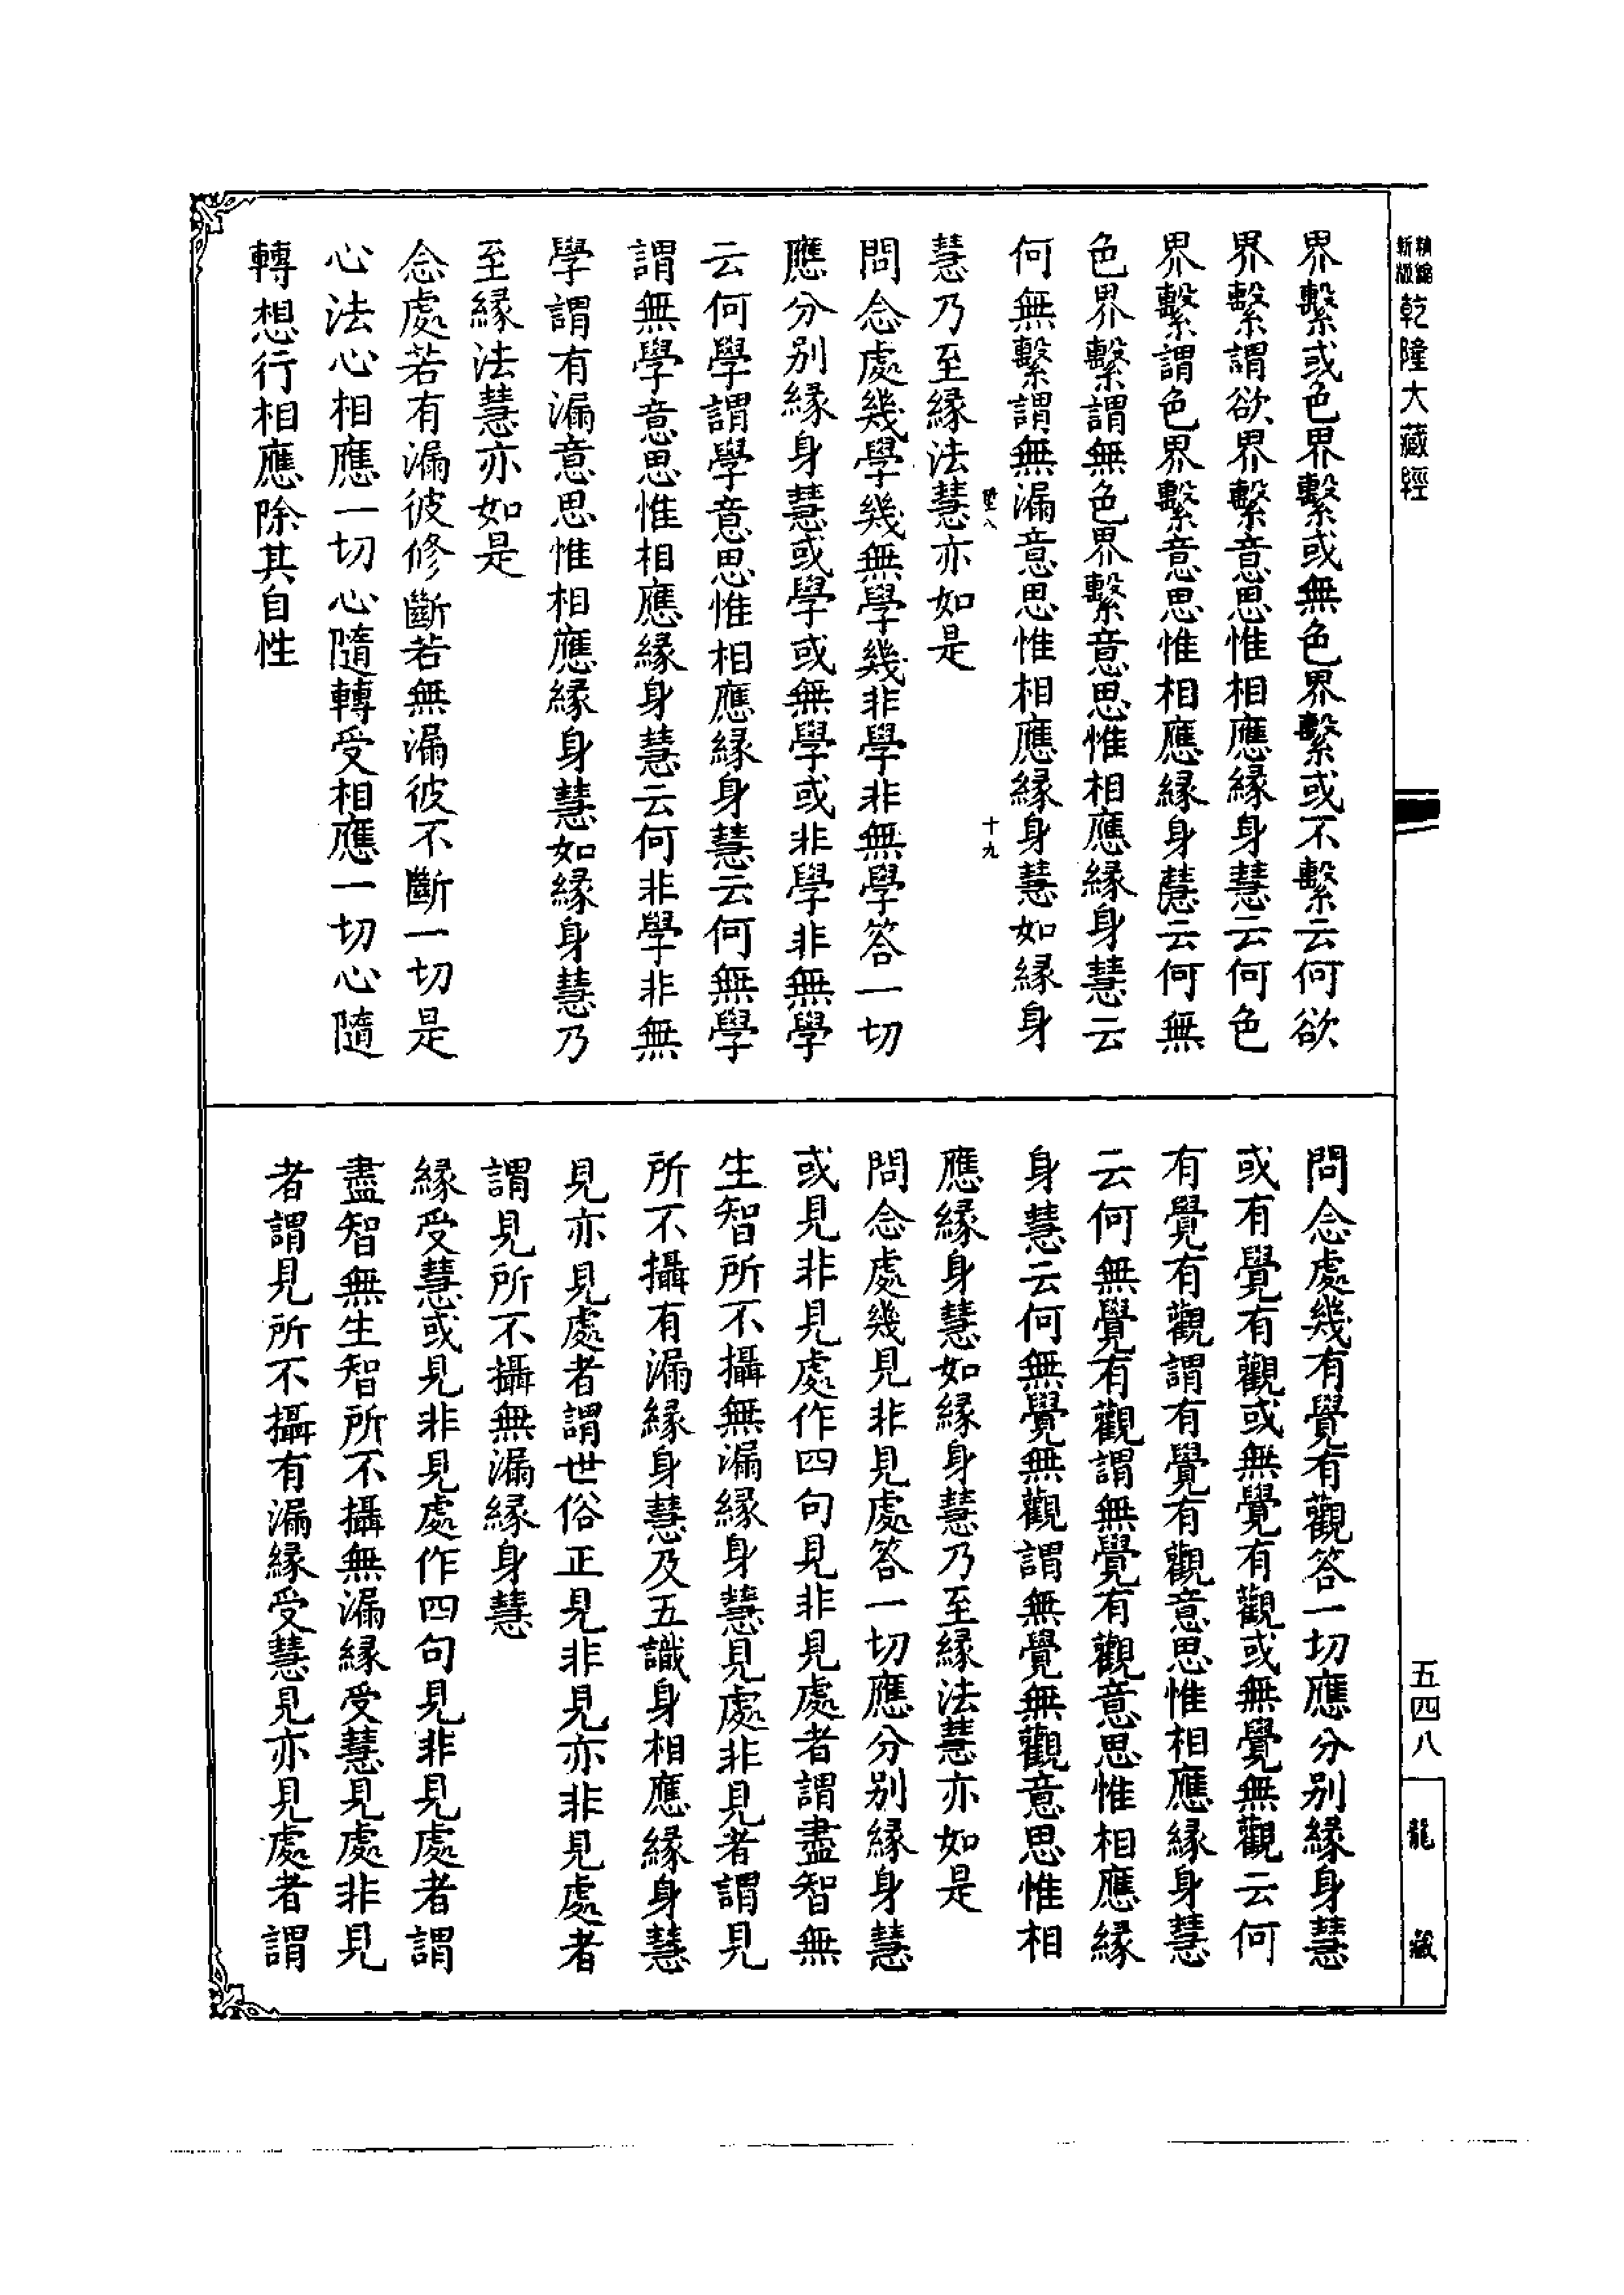 新版精縮乾隆大藏經
界繫或色界繫或無色界繫或不繫云何欲
界繫謂欲界繫意思惟相應緣身慧云何色
界繫謂色界繫意思惟相應緣身慧云何無
色界繫謂無色界繫意思惟相應緣身慧云
何無繫謂無漏意思惟相應緣身慧如緣身
十九
慧乃至緣法慧亦如是
問念處幾學幾無學幾非學非無學答一切
應分別緣身慧或學或無學或非學非無學
云何學謂學意思惟相應緣身慧云何無學
謂無學意思惟相應緣身慧云何非學非無
學謂有漏意思惟相應緣身慧如緣身慧乃
至緣法慧亦如是
念處若有漏彼修斷若無漏彼不斷一切是
心法心相應一切心隨轉受相應一切心隨
轉想行相應除其自性
問念處幾有覺有觀答一切應分別緣身慧
或有覺有觀或無覺有觀或無覺無觀云何
有覺有觀謂有覺有觀意思惟相應緣身慧
云何無覺有觀謂無覺有觀意思惟相應緣
身慧云何無覺無觀謂無覺無觀意思惟相
應緣身慧如緣身慧乃至緣法慧亦如是
問念處幾見非見處答一切應分別緣身慧
或見非見處作四句見非見處者謂盡智無
生智所不攝無漏緣身慧見處非見者謂見
所不攝有漏緣身慧及五識身相應緣身慧
見亦見處者謂世俗正見非見亦非見處者
謂見所不攝無漏緣身慧
緣受慧或見非見處作四句見非見處者謂
盡智無生智所不攝無漏緣受慧見處非見
者謂見所不攝有漏緣受慧見亦見處者謂
五四八
龍藏